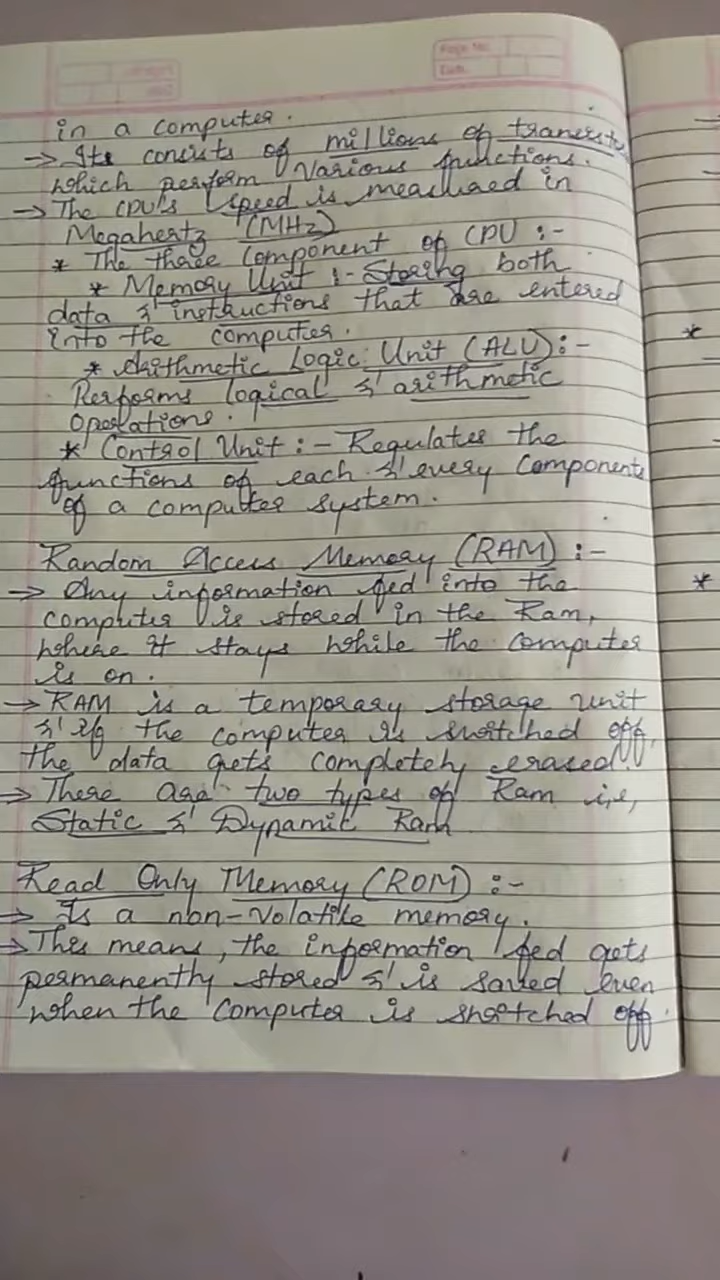 Page No.
Date
in a computer.
→ Its consists of millions of transisto
which perform various functions.
→ The CPU's speed is measured in
Megahertz (MHz)
* The three component of CPU :-
* Memory Unit :- Storing both
data & instructions that are entered
into the computer.
* Arithmetic Logic Unit (ALU) :-
Performs logical & arithmetic
operations.
* Control Unit :- Regulates the
functions of each & every components
of a computer system.
Random Access Memory (RAM) :-
→ Any information fed into the
computer is stored in the Ram,
where it stays while the computer
is on.
→ RAM is a temporary storage unit
& if the computer is switched off,
the data gets completely erased.
→ There are two types of Ram i,e,
Static & Dynamic Ram
Read Only Memory (ROM) :-
→ Is a non-volatile memory.
→ This means, the information fed gets
permanently stored & is saved even
when the computer is switched off.